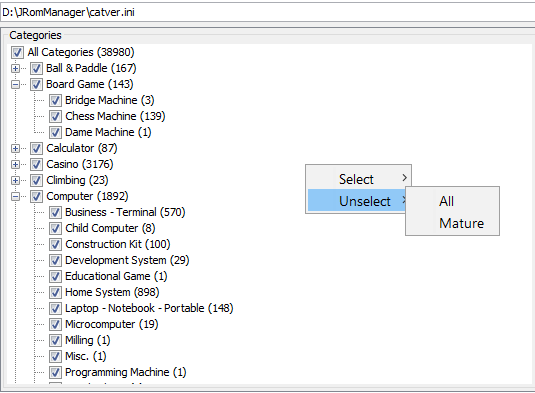 D:\JRomManager\catver.ini
Categories
All Categories (38980)
Ball & Paddle (167)
Board Game (143)
Bridge Machine (3)
Chess Machine (139)
Dame Machine (1)
Calculator (87)
Casino (3176)
Climbing (23)
Computer (1892)
Business - Terminal (570)
Child Computer (8)
Construction Kit (100)
Development System (29)
Educational Game (1)
Home System (898)
Laptop - Notebook - Portable (148)
Microcomputer (19)
Milling (1)
Misc. (1)
Programming Machine (1)
Select
Unselect
All
Mature